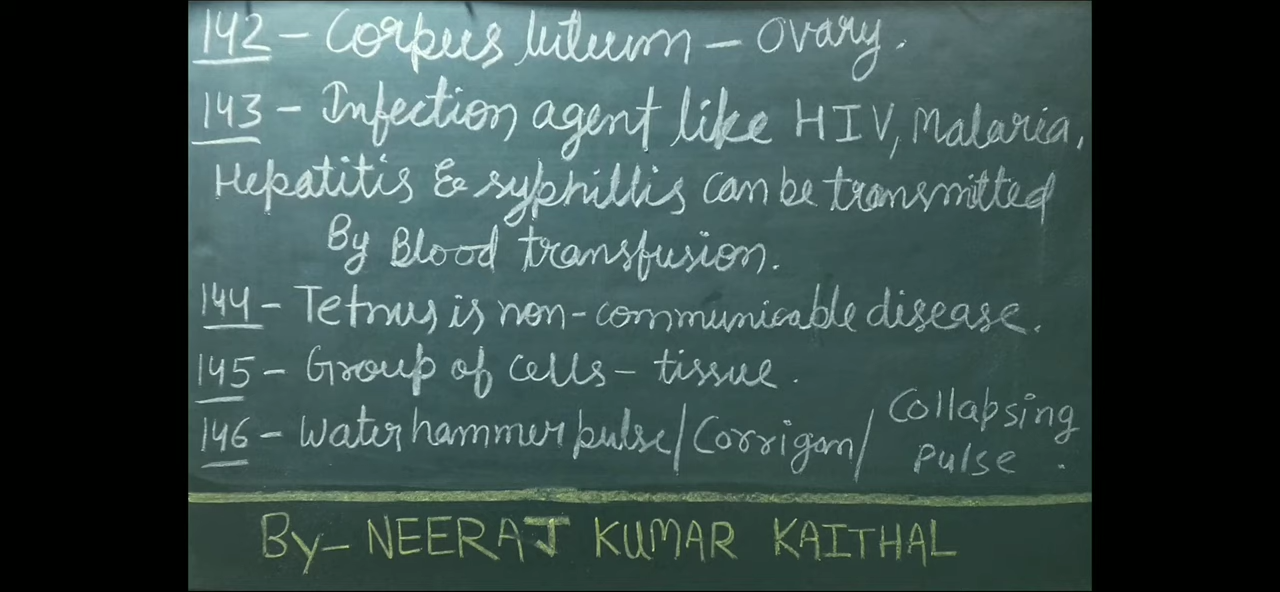 142 - Corpus luteum - Ovary.
143 - Infection agent like HIV, Malaria,
Hepatitis & syphillis can be transmitted
By Blood transfusion.
144 - Tetnus is non-communicable disease.
145 - Group of cells - tissue.
146 - Water hammer pulse/Corrigan/ Collapsing
Pulse.
By- NEERAJ KUMAR KAITHAL